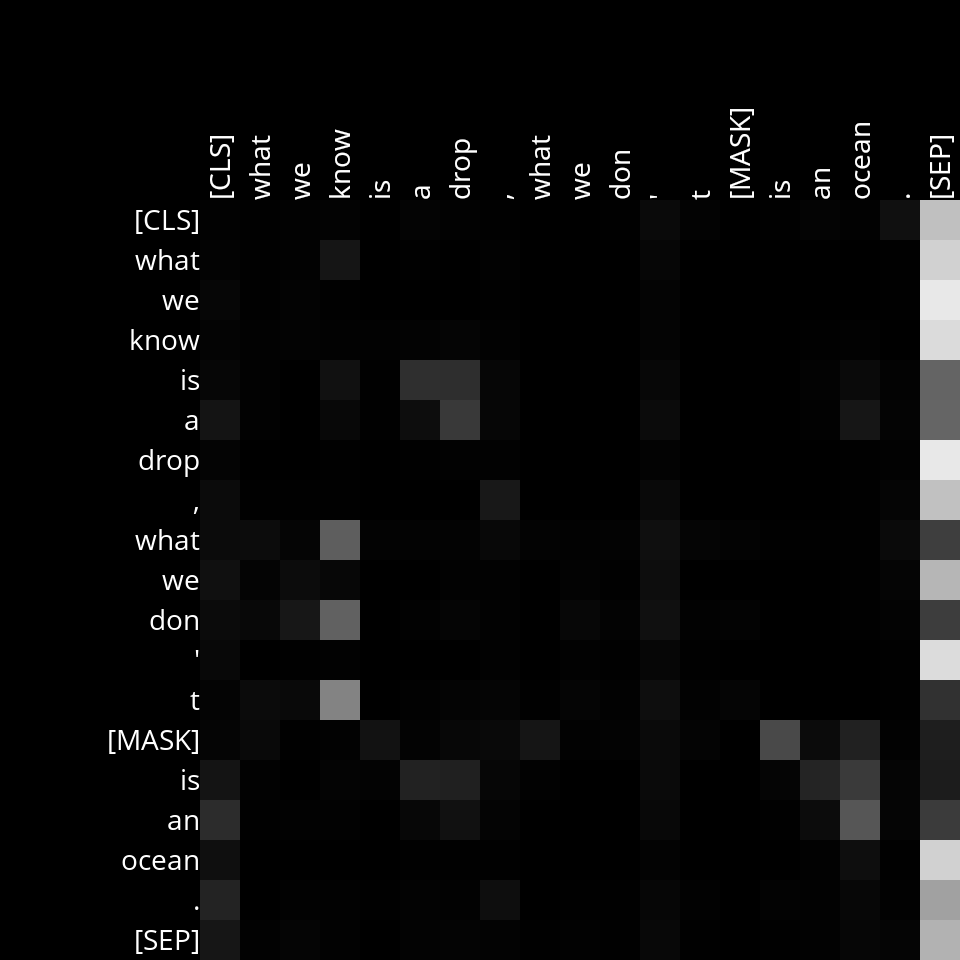 [CLS] what we know is a drop , what we don ' t [MASK] is an ocean . [SEP]
[CLS]
what
we
know
is
a
drop
,
what
we
don
'
t
[MASK]
is
an
ocean
.
[SEP]